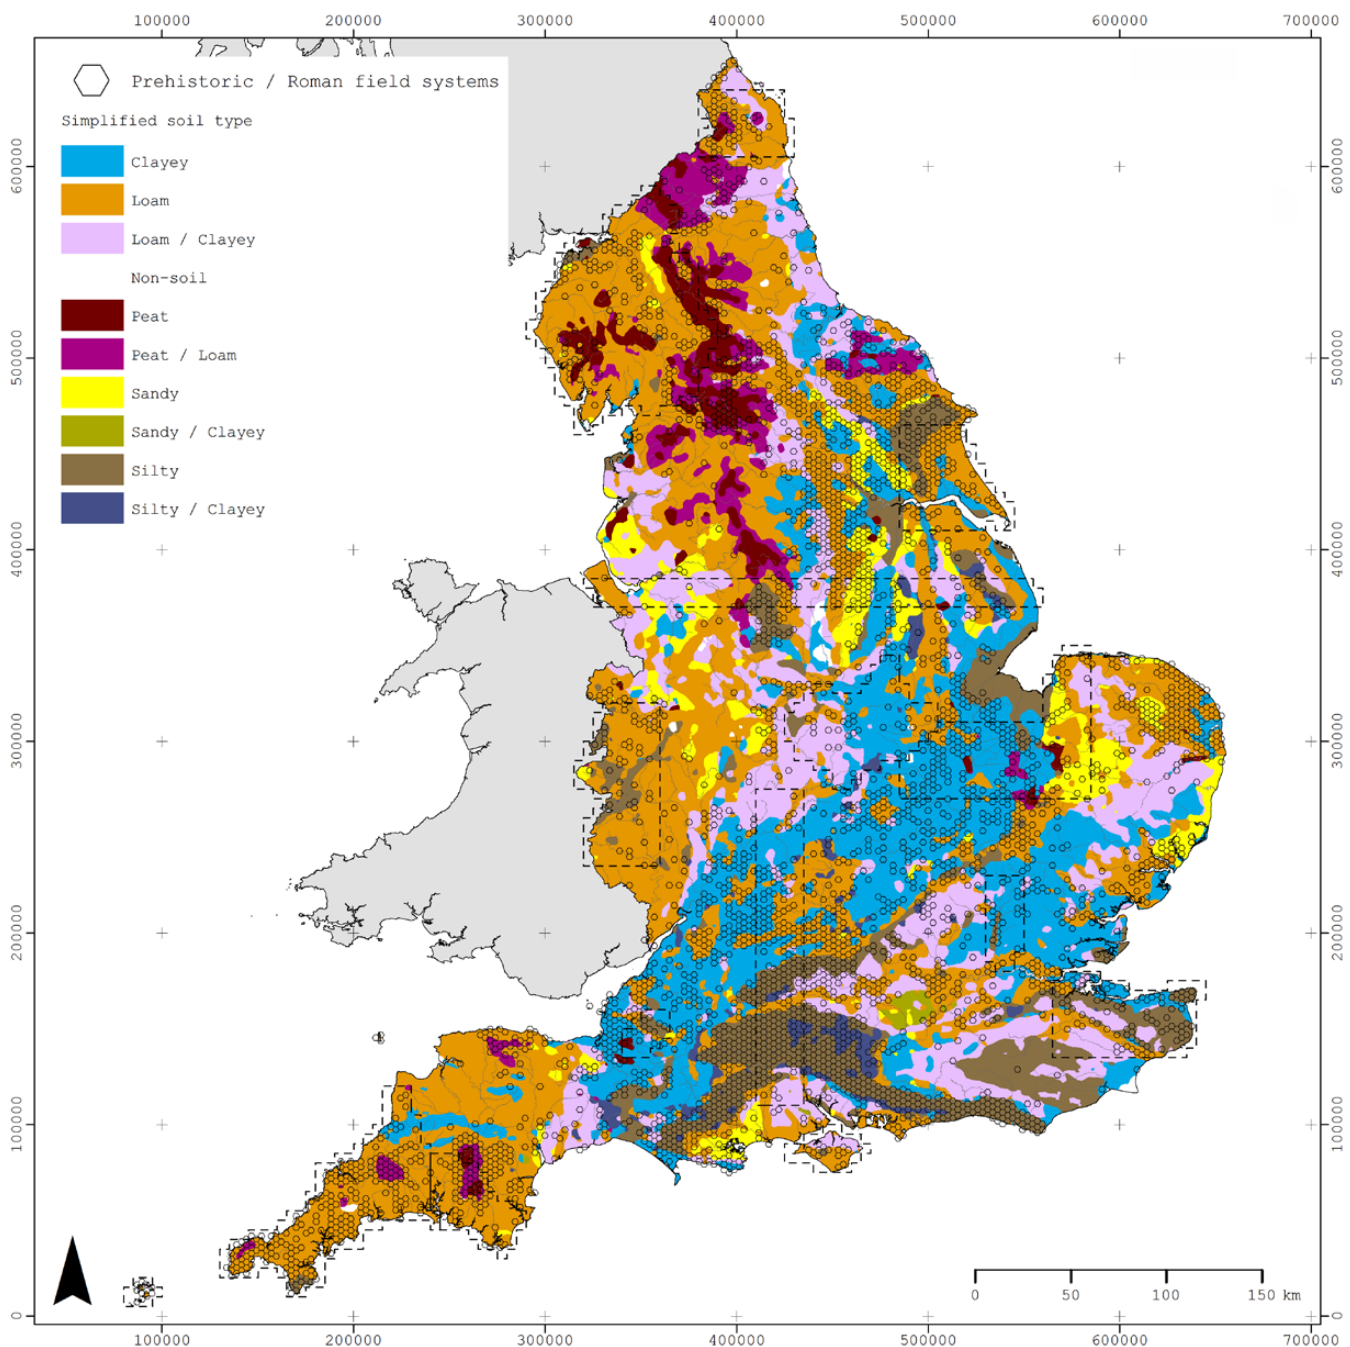 100000 200000 300000 400000 500000 600000 700000
Prehistoric / Roman field systems
Simplified soil type
Clayey
Loam
Loam / Clayey
Non-soil
Peat
Peat / Loam
Sandy
Sandy / Clayey
Silty
Silty / Clayey
600000 600000
500000 500000
400000 400000
300000 300000
200000 200000
100000 100000
0 0
0 50 100 150 km
100000 200000 300000 400000 500000 600000 700000